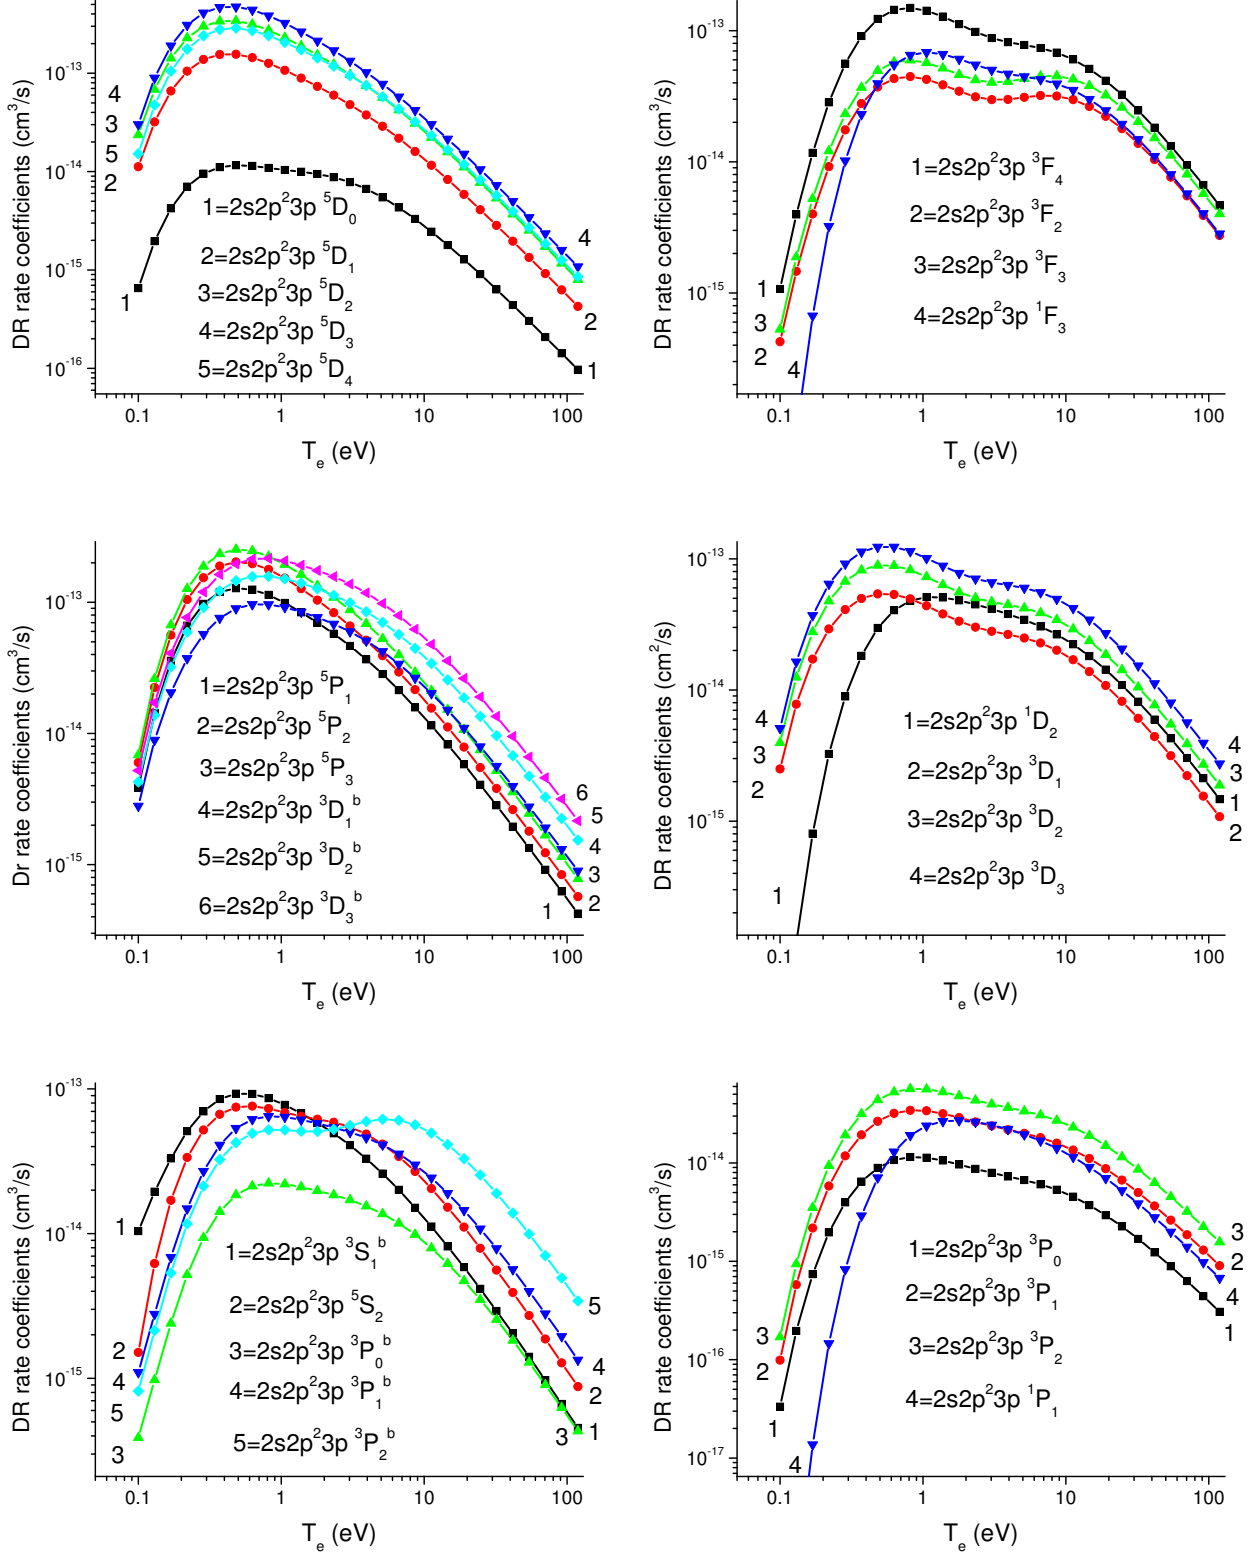 DR rate coefficients (cm³/s)
10⁻¹³
10⁻¹⁴
10⁻¹⁵
10⁻¹⁶
4
3
5
2
1
1=2s2p²3p ⁵D₀
2=2s2p²3p ⁵D₁
3=2s2p²3p ⁵D₂
4=2s2p²3p ⁵D₃
5=2s2p²3p ⁵D₄
4
2
1
0.1 1 10 100
Tₑ (eV)
DR rate coefficients (cm³/s)
10⁻¹³
10⁻¹⁴
10⁻¹⁵
1
3
2
4
1=2s2p²3p ³F₄
2=2s2p²3p ³F₂
3=2s2p²3p ³F₃
4=2s2p²3p ¹F₃
0.1 1 10 100
Tₑ (eV)
Dr rate coefficients (cm³/s)
10⁻¹³
10⁻¹⁴
10⁻¹⁵
1=2s2p²3p ⁵P₁
2=2s2p²3p ⁵P₂
3=2s2p²3p ⁵P₃
4=2s2p²3p ³D₁ᵇ
5=2s2p²3p ³D₂ᵇ
6=2s2p²3p ³D₃ᵇ
6
5
4
3
2
1
0.1 1 10 100
Tₑ (eV)
DR rate coefficients (cm²/s)
10⁻¹³
10⁻¹⁴
10⁻¹⁵
4
3
2
1
1=2s2p²3p ¹D₂
2=2s2p²3p ³D₁
3=2s2p²3p ³D₂
4=2s2p²3p ³D₃
4
3
1
2
0.1 1 10 100
Tₑ (eV)
DR rate coefficients (cm³/s)
10⁻¹³
10⁻¹⁴
10⁻¹⁵
1
2
4
5
3
1=2s2p²3p ³S₁ᵇ
2=2s2p²3p ⁵S₂
3=2s2p²3p ³P₀ᵇ
4=2s2p²3p ³P₁ᵇ
5=2s2p²3p ³P₂ᵇ
5
4
2
3 1
0.1 1 10 100
Tₑ (eV)
DR rate coefficients (cm³/s)
10⁻¹⁴
10⁻¹⁵
10⁻¹⁶
10⁻¹⁷
3
2
1
4
1=2s2p²3p ³P₀
2=2s2p²3p ³P₁
3=2s2p²3p ³P₂
4=2s2p²3p ¹P₁
3
2
4
1
0.1 1 10 100
Tₑ (eV)